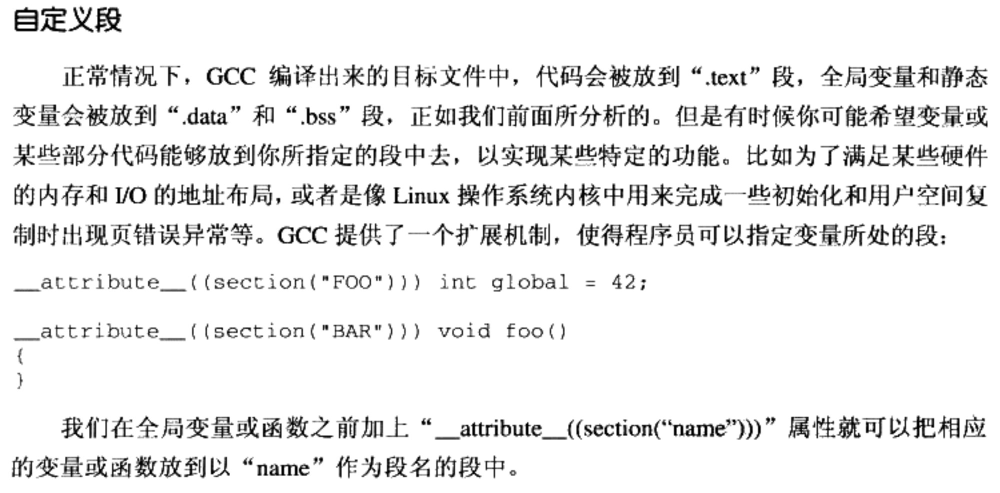 自定义段
正常情况下，GCC 编译出来的目标文件中，代码会被放到“.text”段，全局变量和静态
变量会被放到“.data”和“.bss”段，正如我们前面所分析的。但是有时候你可能希望变量或
某些部分代码能够放到你所指定的段中去，以实现某些特定的功能。比如为了满足某些硬件
的内存和 I/O 的地址布局，或者是像 Linux 操作系统内核中用来完成一些初始化和用户空间复
制时出现页错误异常等。GCC 提供了一个扩展机制，使得程序员可以指定变量所处的段：
__attribute__((section("FOO"))) int global = 42;
__attribute__((section("BAR"))) void foo()
{
}
我们在全局变量或函数之前加上“__attribute__((section(“name”)))”属性就可以把相应
的变量或函数放到以“name”作为段名的段中。